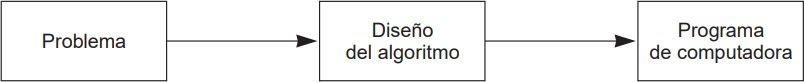 Problema
Diseño
del algoritmo
Programa
de computadora